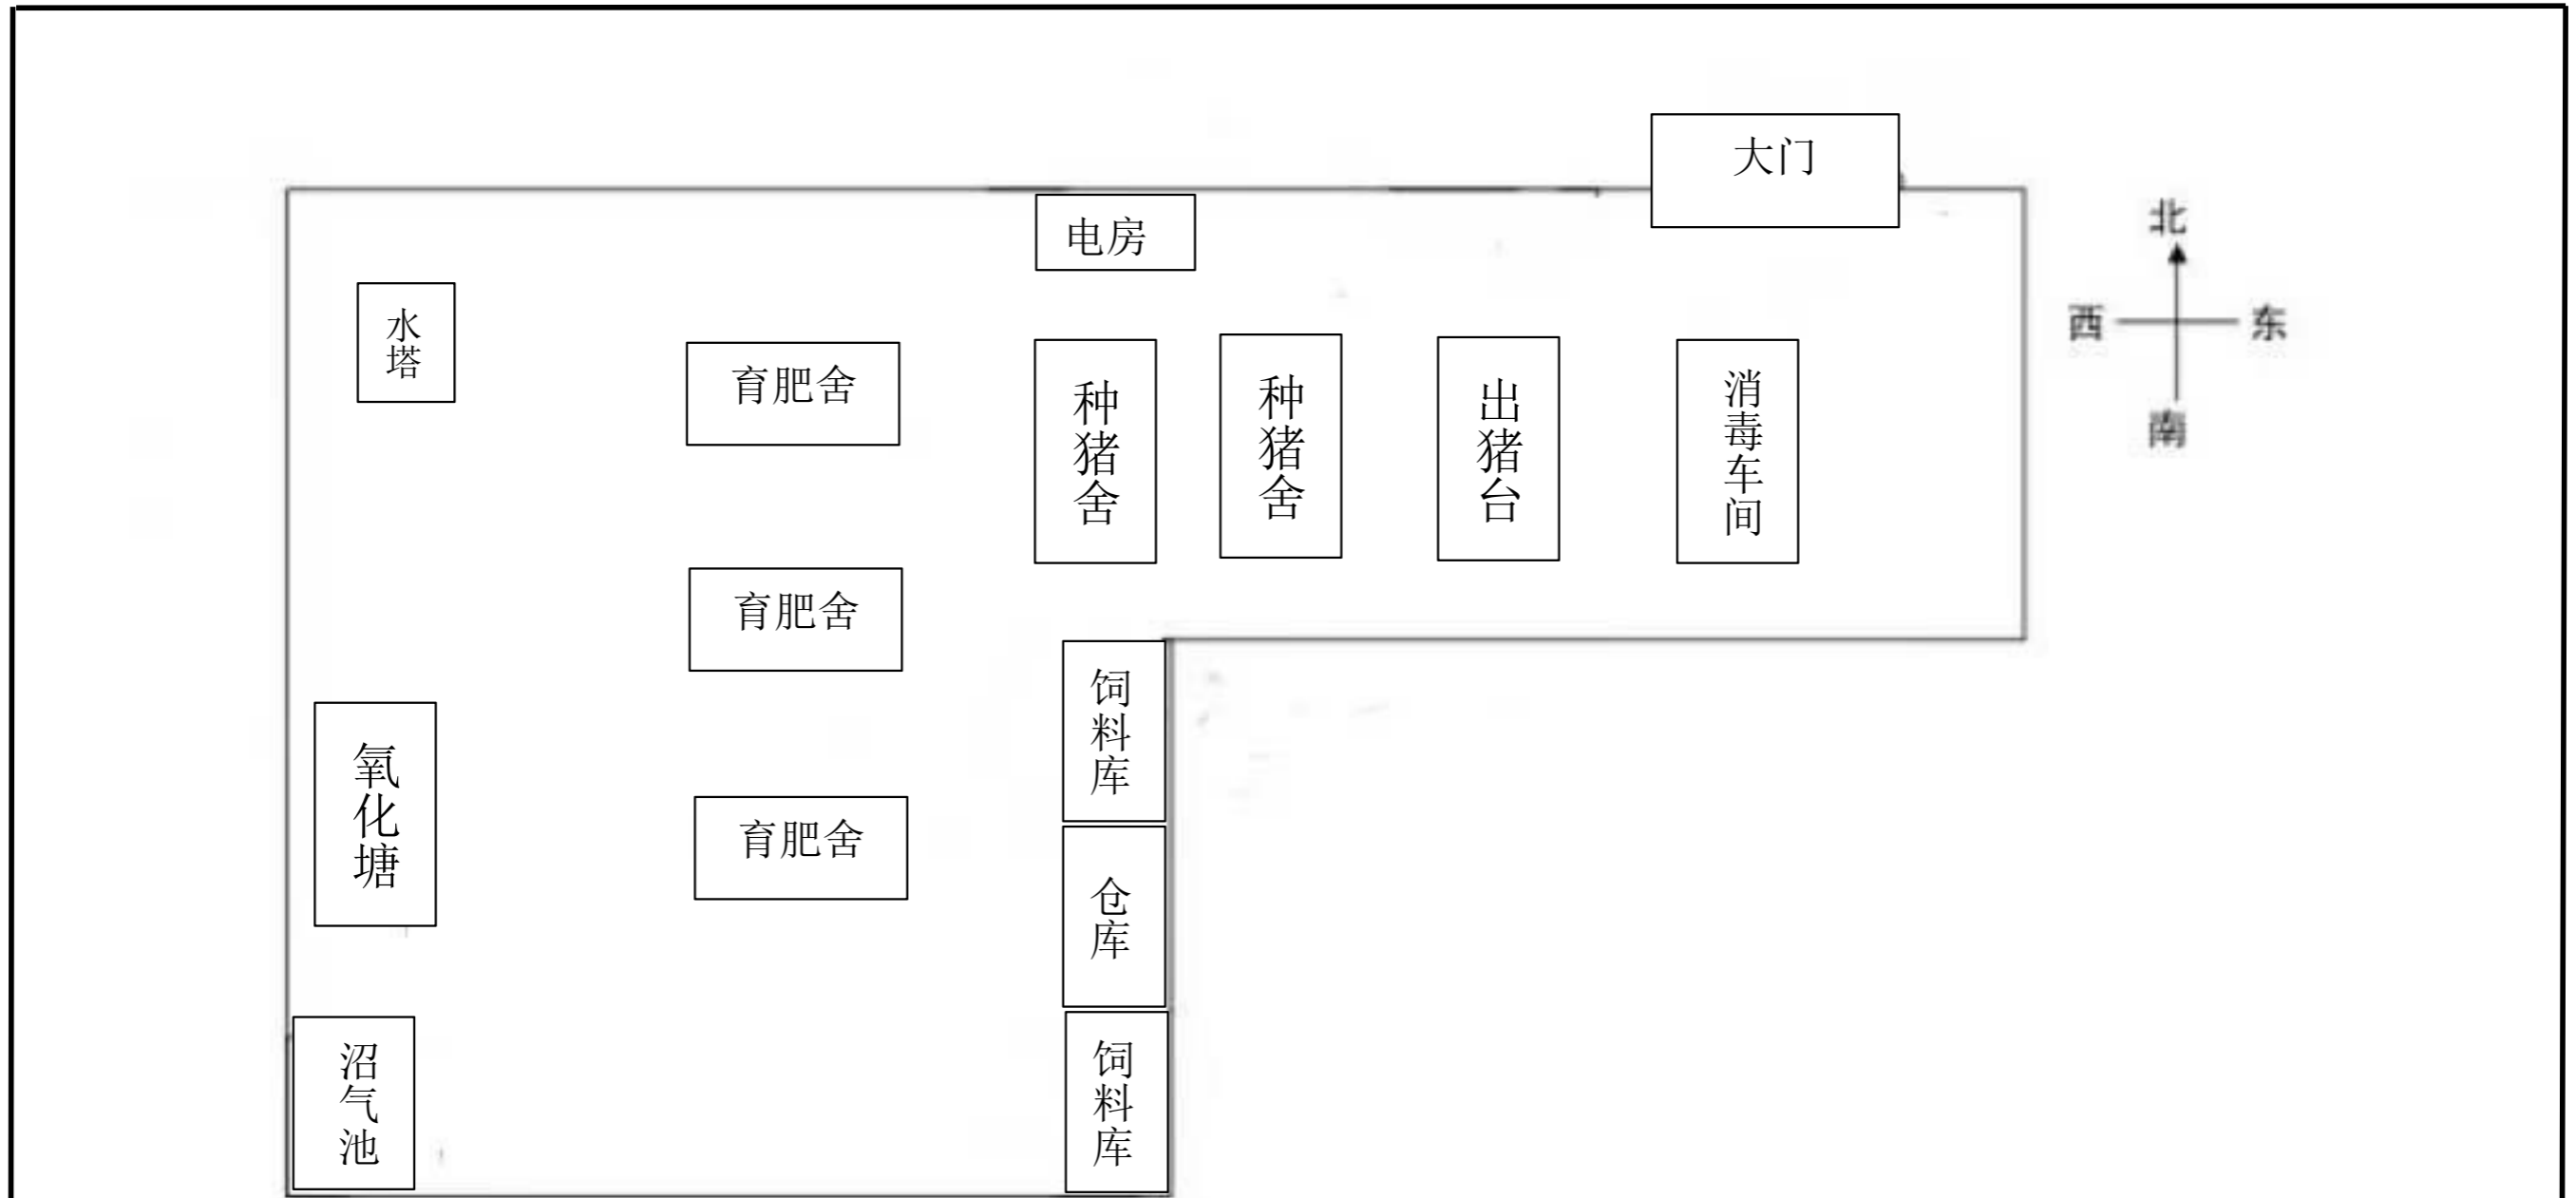 大门
电房
北
西
东
南
水塔
育肥舍
种猪舍
种猪舍
出猪台
消毒车间
育肥舍
饲料库
氧化塘
育肥舍
仓库
沼气池
饲料库